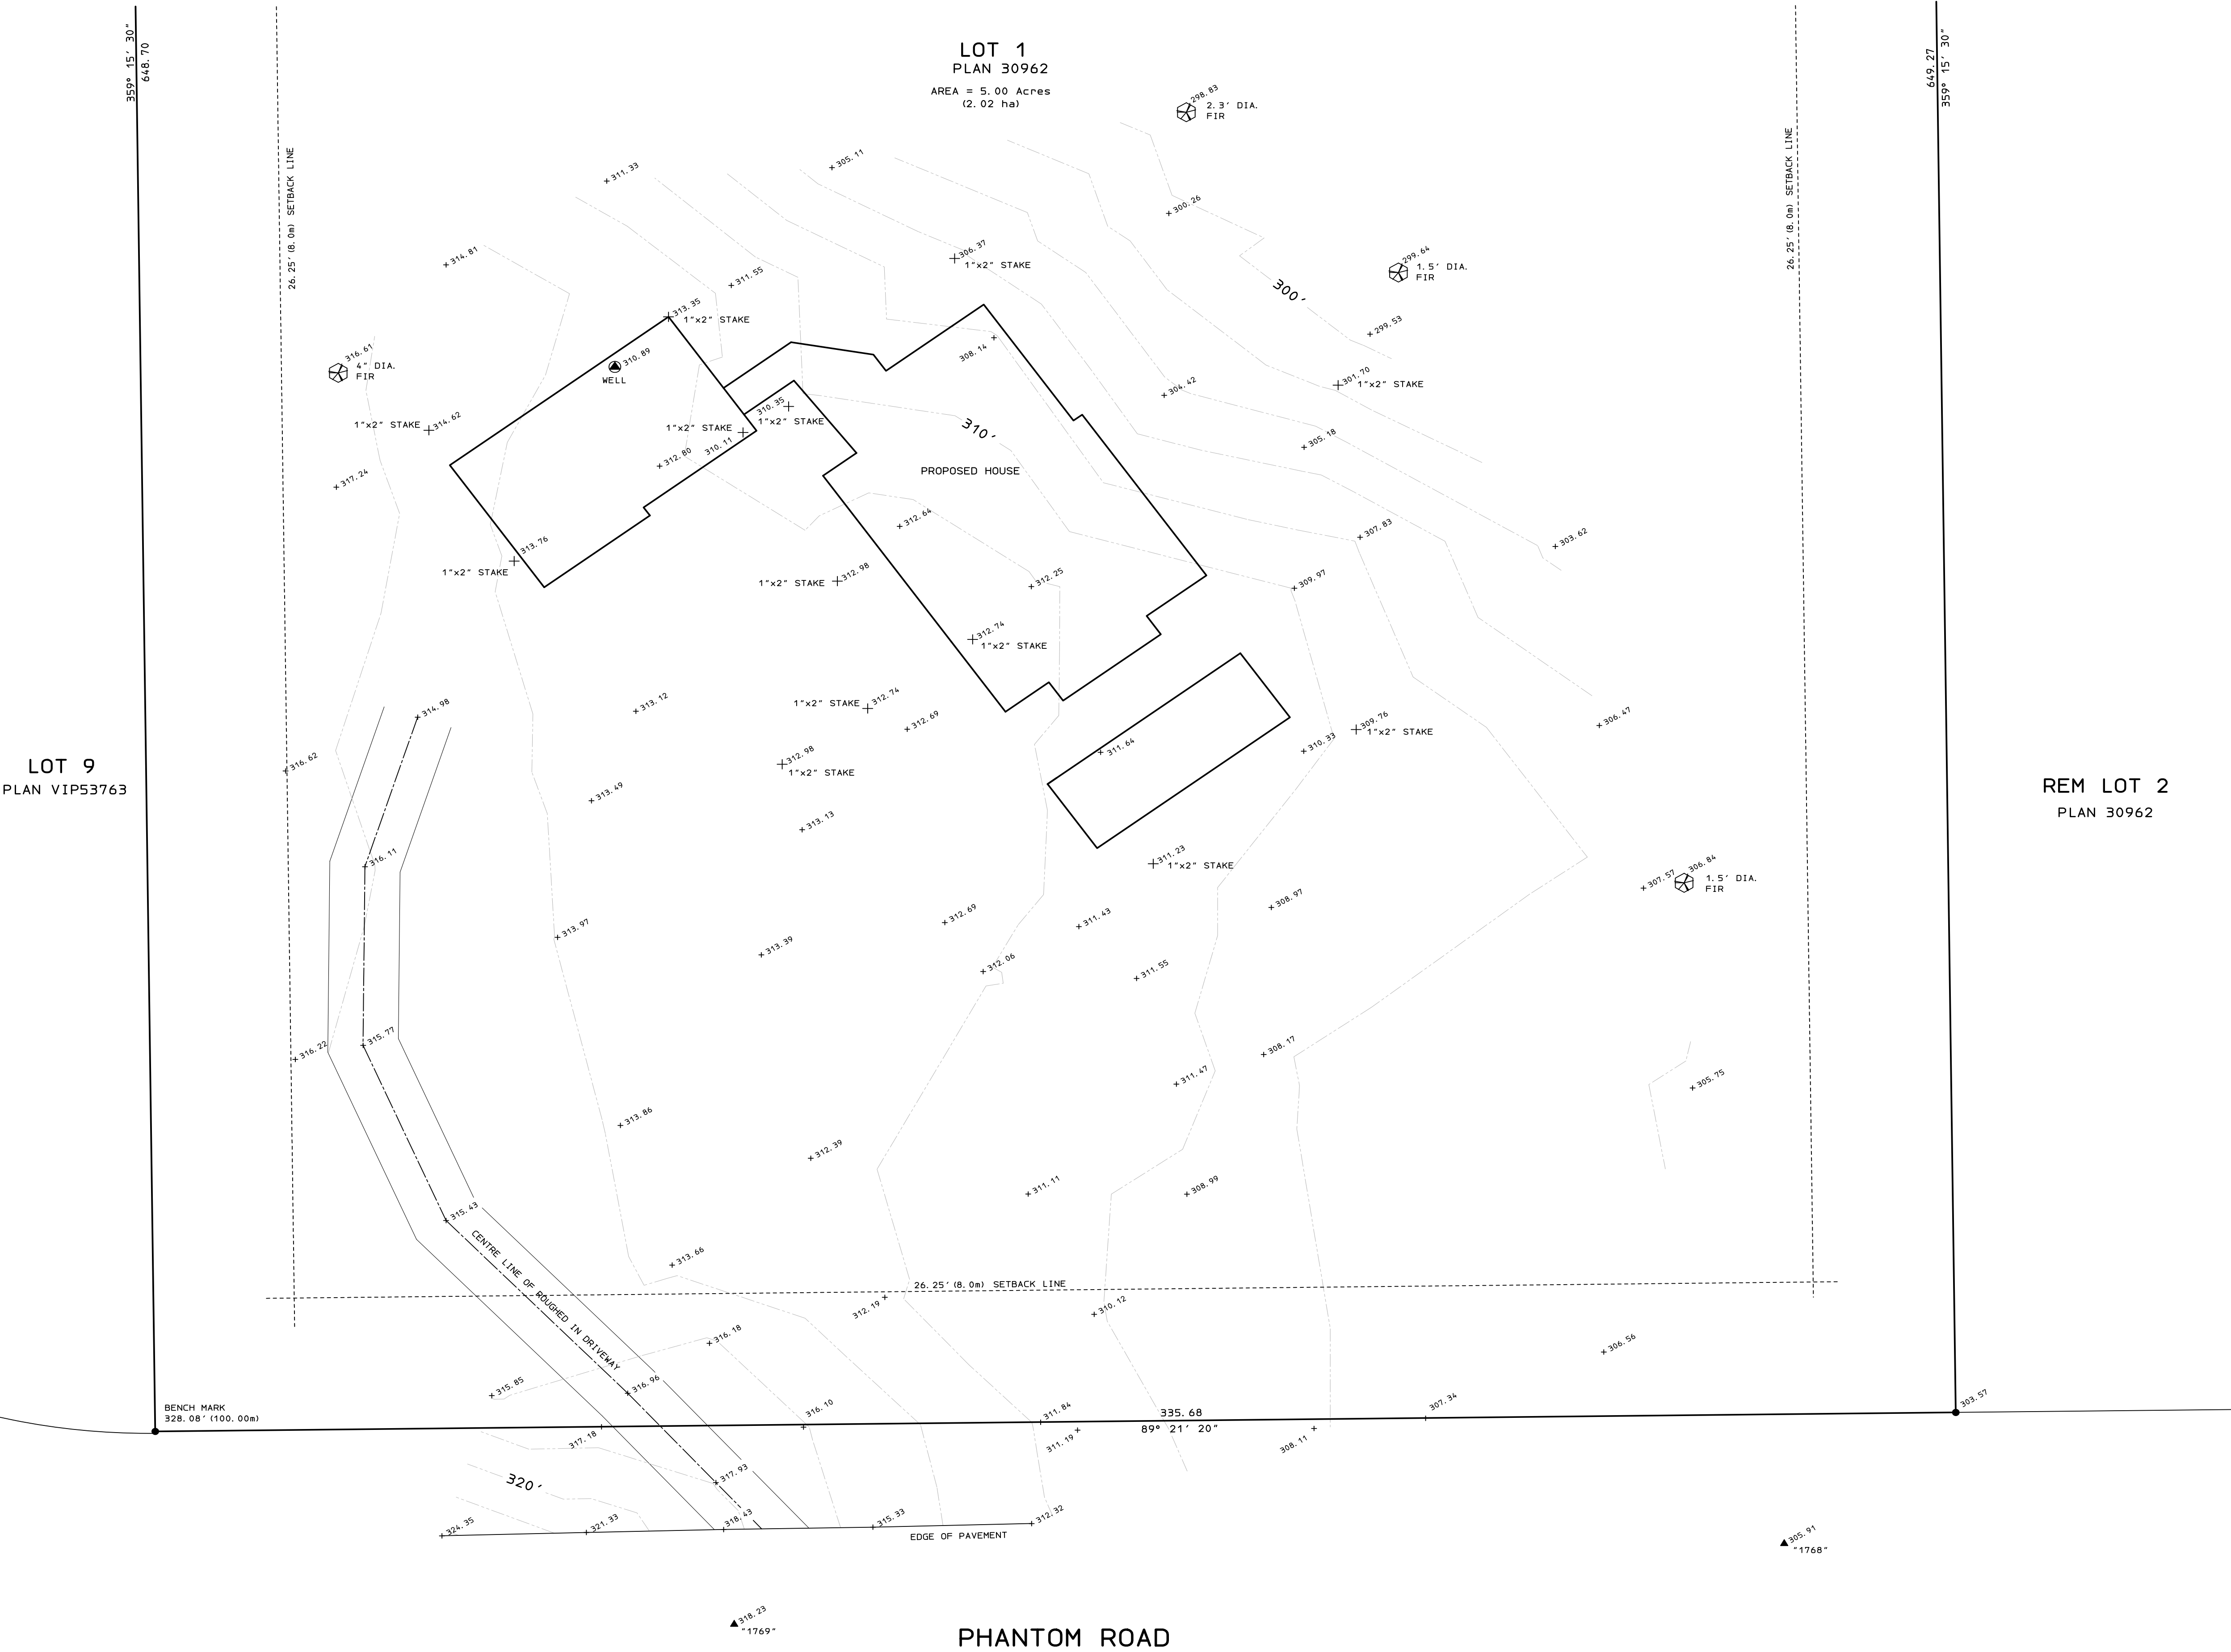 359° 15' 30"
648.70
LOT 1
PLAN 30962
AREA = 5.00 Acres
(2.02 ha)
649.27
359° 15' 30"
298.83
2.3' DIA.
FIR
26.25' (8.0m) SETBACK LINE
26.25' (8.0m) SETBACK LINE
311.33
305.11
300.26
314.81
306.37
1"x2" STAKE
299.64
1.5' DIA.
FIR
311.55
300'
313.35
1"x2" STAKE
299.53
316.61
4" DIA.
FIR
310.89
WELL
308.14
304.42
301.70
1"x2" STAKE
314.62
1"x2" STAKE
310.35
1"x2" STAKE
1"x2" STAKE
310.11
310'
305.18
312.80
317.24
PROPOSED HOUSE
312.64
307.83
303.62
313.76
1"x2" STAKE
312.98
1"x2" STAKE
312.25
309.97
312.74
1"x2" STAKE
314.98
313.12
312.74
1"x2" STAKE
312.69
309.76
1"x2" STAKE
306.47
310.33
311.64
316.62
312.98
1"x2" STAKE
LOT 9
PLAN VIP53763
REM LOT 2
PLAN 30962
313.49
313.13
316.11
311.23
1"x2" STAKE
307.57
306.84
1.5' DIA.
FIR
308.97
312.69
311.43
313.97
313.39
312.06
311.55
315.77
316.22
308.17
311.47
305.75
313.86
312.39
311.11
308.99
315.43
CENTRE LINE OF ROUGHED IN DRIVEWAY
313.66
26.25' (8.0m) SETBACK LINE
312.19
310.12
316.18
306.56
315.85
316.96
BENCH MARK
328.08' (100.00m)
316.10
311.84
335.68
89° 21' 20"
307.34
303.57
317.18
311.19
308.11
317.93
320'
324.35
321.33
318.43
315.33
312.32
EDGE OF PAVEMENT
305.91
"1768"
318.23
"1769"
PHANTOM ROAD